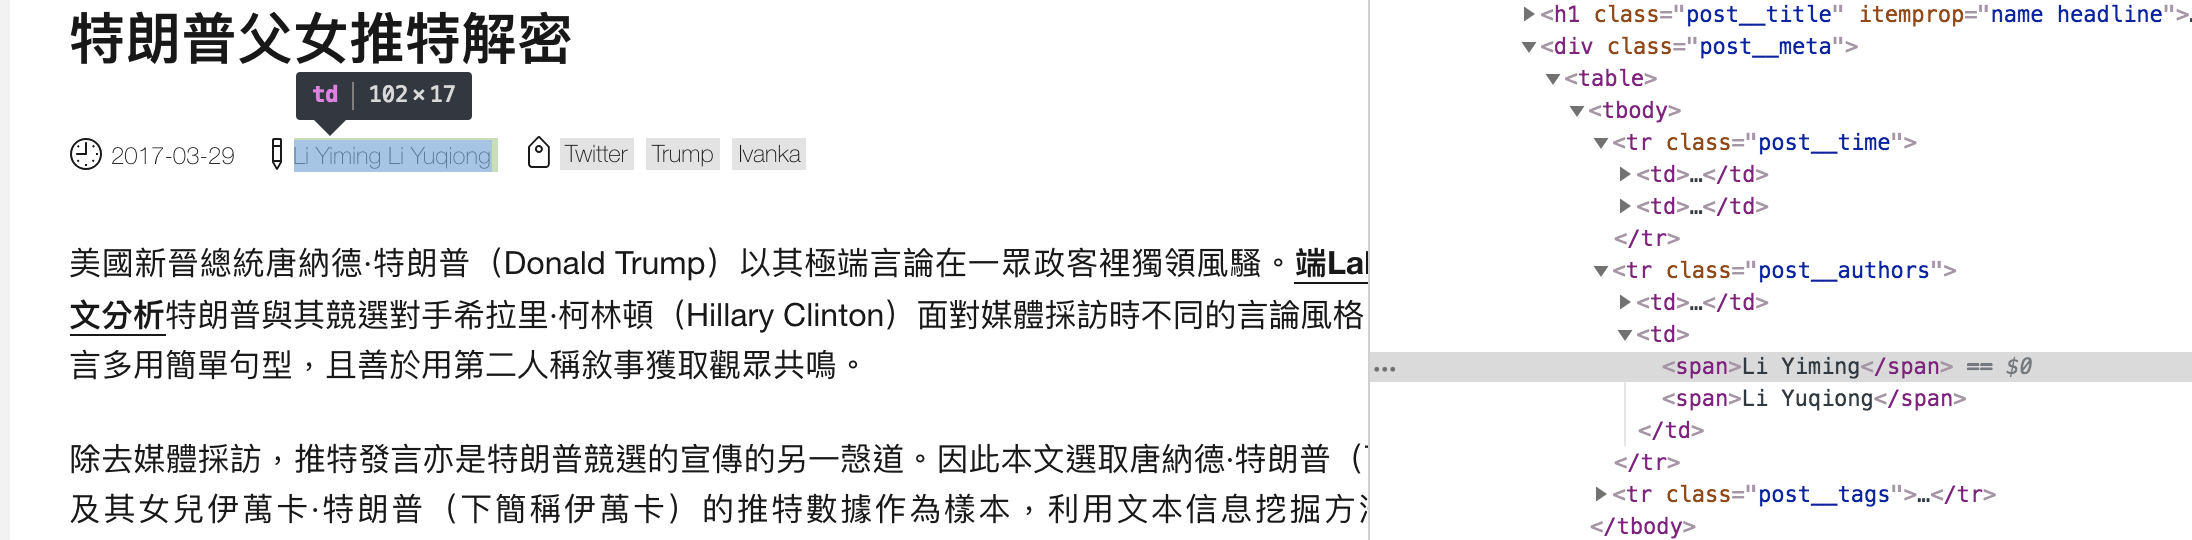 特朗普父女推特解密
td | 102×17
2017-03-29 Li Yiming Li Yuqiong Twitter Trump Ivanka
美國新晉總統唐納德·特朗普（Donald Trump）以其極端言論在一眾政客裡獨領風騷。端La
文分析特朗普與其競選對手希拉里·柯林頓（Hillary Clinton）面對媒體採訪時不同的言論風格
言多用簡單句型，且善於用第二人稱敘事獲取觀眾共鳴。
除去媒體採訪，推特發言亦是特朗普競選的宣傳的另一愨道。因此本文選取唐納德·特朗普（
及其女兒伊萬卡·特朗普（下簡稱伊萬卡）的推特數據作為樣本，利用文本信息挖掘方
<h1 class="post__title" itemprop="name headline">…
<div class="post__meta">
<table>
<tbody>
<tr class="post__time">
<td>…</td>
<td>…</td>
</tr>
<tr class="post__authors">
<td>…</td>
<td>
<span>Li Yiming</span> == $0
<span>Li Yuqiong</span>
</td>
</tr>
<tr class="post__tags">…</tr>
</tbody>